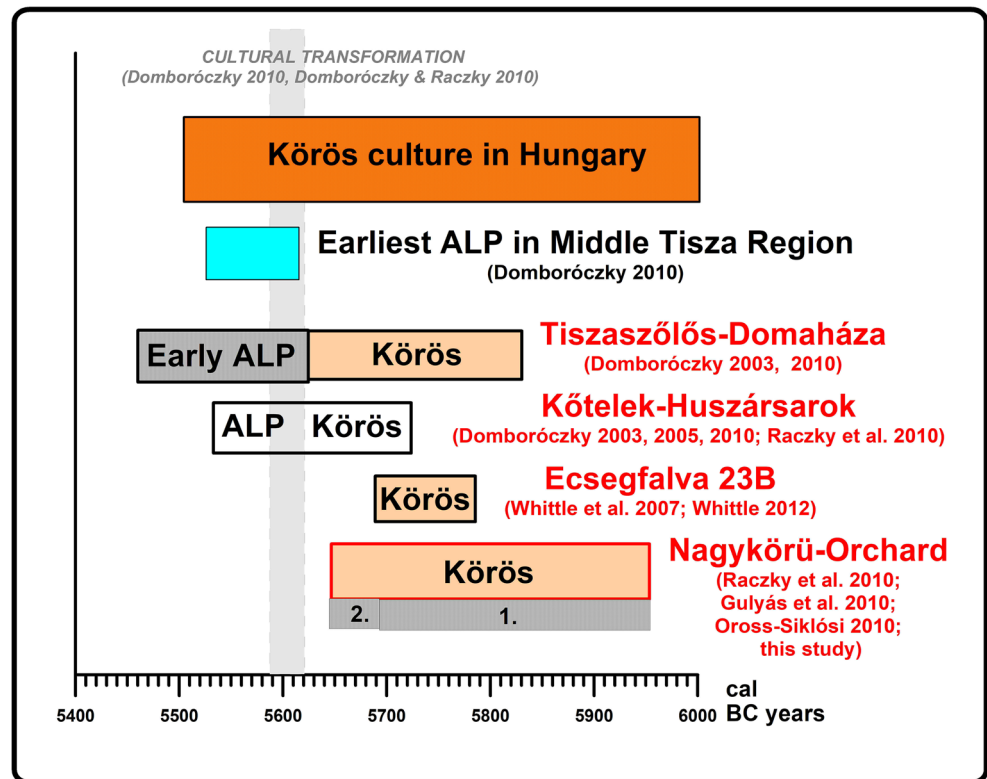 CULTURAL TRANSFORMATION
(Domboróczky 2010, Domboróczky & Raczky 2010)
Körös culture in Hungary
Earliest ALP in Middle Tisza Region
(Domboróczky 2010)
Early ALP
Körös
Tiszaszőlős-Domaháza
(Domboróczky 2003, 2010)
ALP
Körös
Kőtelek-Huszársarok
(Domboróczky 2003, 2005, 2010; Raczky et al. 2010)
Körös
Ecsegfalva 23B
(Whittle et al. 2007; Whittle 2012)
Körös
2.
1.
Nagykörü-Orchard
(Raczky et al. 2010;
Gulyás et al. 2010;
Oross-Siklósi 2010;
this study)
5400 5500 5600 5700 5800 5900 6000
cal
BC years